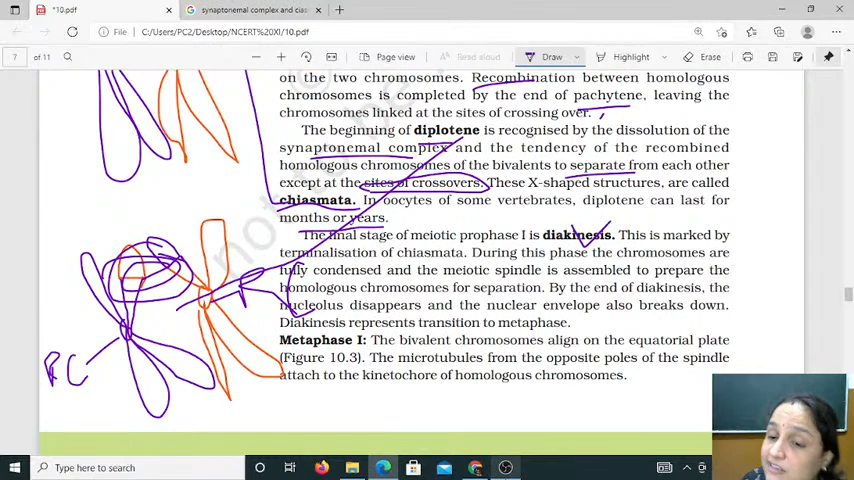 *10.pdf
synaptonemal complex and cias
File
C:/Users/PC2/Desktop/NCERT XI/10.pdf
7 of 11
Page view
Read aloud
Draw
Highlight
Erase
on the two chromosomes. Recombination between homologous
chromosomes is completed by the end of pachytene, leaving the
chromosomes linked at the sites of crossing over.
The beginning of diplotene is recognised by the dissolution of the
synaptonemal complex and the tendency of the recombined
homologous chromosomes of the bivalents to separate from each other
except at the sites of crossovers. These X-shaped structures, are called
chiasmata. In oocytes of some vertebrates, diplotene can last for
months or years.
The final stage of meiotic prophase I is diakinesis. This is marked by
terminalisation of chiasmata. During this phase the chromosomes are
fully condensed and the meiotic spindle is assembled to prepare the
homologous chromosomes for separation. By the end of diakinesis, the
nucleolus disappears and the nuclear envelope also breaks down.
Diakinesis represents transition to metaphase.
Metaphase I: The bivalent chromosomes align on the equatorial plate
(Figure 10.3). The microtubules from the opposite poles of the spindle
attach to the kinetochore of homologous chromosomes.
not to be
RC
Type here to search